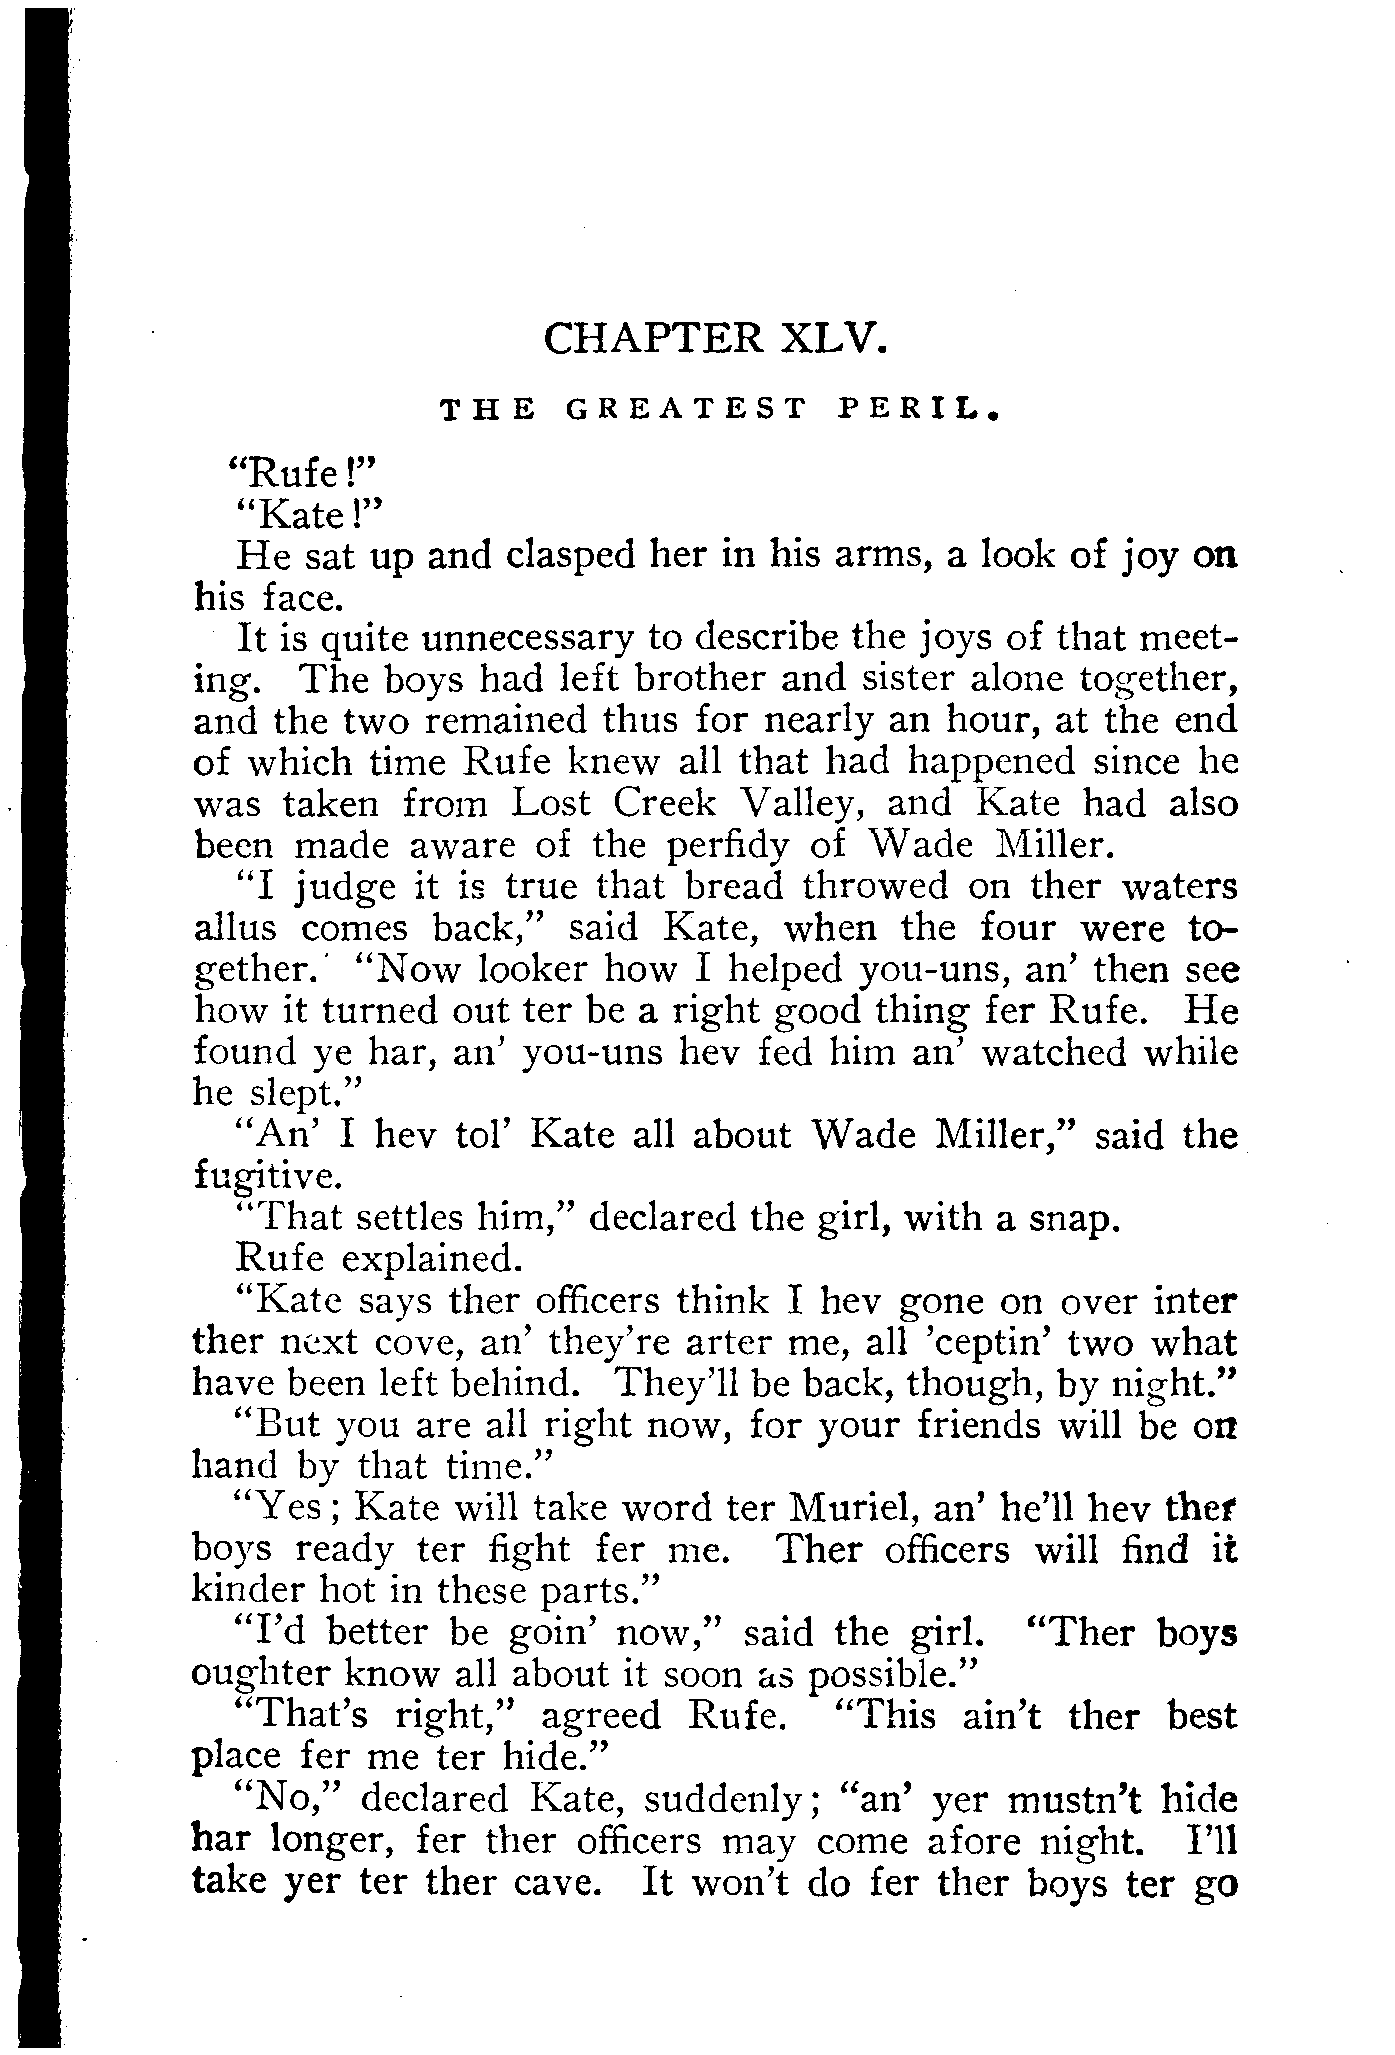 CHAPTER XLV.
THE GREATEST PERIL.
“Rufe!”
“Kate!”
He sat up and clasped her in his arms, a look of joy on
his face.
It is quite unnecessary to describe the joys of that meet-
ing. The boys had left brother and sister alone together,
and the two remained thus for nearly an hour, at the end
of which time Rufe knew all that had happened since he
was taken from Lost Creek Valley, and Kate had also
been made aware of the perfidy of Wade Miller.
“I judge it is true that bread throwed on ther waters
allus comes back,” said Kate, when the four were to-
gether. “Now looker how I helped you-uns, an’ then see
how it turned out ter be a right good thing fer Rufe. He
found ye har, an’ you-uns hev fed him an’ watched while
he slept.”
“An’ I hev tol’ Kate all about Wade Miller,” said the
fugitive.
“That settles him,” declared the girl, with a snap.
Rufe explained.
“Kate says ther officers think I hev gone on over inter
ther next cove, an’ they’re arter me, all ’ceptin’ two what
have been left behind. They’ll be back, though, by night.”
“But you are all right now, for your friends will be on
hand by that time.”
“Yes; Kate will take word ter Muriel, an’ he’ll hev ther
boys ready ter fight fer me. Ther officers will find it
kinder hot in these parts.”
“I’d better be goin’ now,” said the girl. “Ther boys
oughter know all about it soon as possible.”
“That’s right,” agreed Rufe. “This ain’t ther best
place fer me ter hide.”
“No,” declared Kate, suddenly; “an’ yer mustn’t hide
har longer, fer ther officers may come afore night. I’ll
take yer ter ther cave. It won’t do fer ther boys ter go